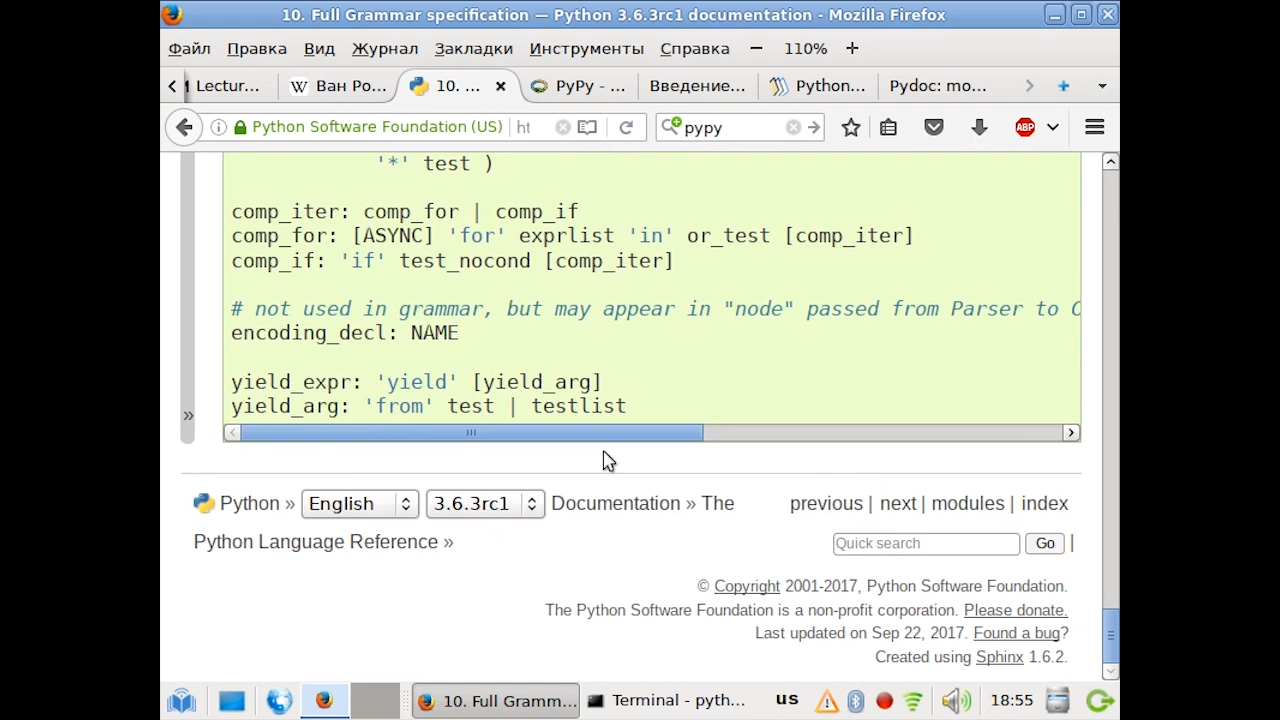 10. Full Grammar specification — Python 3.6.3rc1 documentation - Mozilla Firefox
Файл Правка Вид Журнал Закладки Инструменты Справка − 110% +
Lectur... Ван Ро... 10. ... PyPy - ... Введение... Python... Pydoc: mo...
Python Software Foundation (US) ht pypy ABP
'*' test )
comp_iter: comp_for | comp_if
comp_for: [ASYNC] 'for' exprlist 'in' or_test [comp_iter]
comp_if: 'if' test_nocond [comp_iter]
# not used in grammar, but may appear in "node" passed from Parser to C
encoding_decl: NAME
yield_expr: 'yield' [yield_arg]
yield_arg: 'from' test | testlist
»
Python » English 3.6.3rc1 Documentation » The previous | next | modules | index
Python Language Reference » Quick search Go |
© Copyright 2001-2017, Python Software Foundation.
The Python Software Foundation is a non-profit corporation. Please donate.
Last updated on Sep 22, 2017. Found a bug?
Created using Sphinx 1.6.2.
10. Full Gramm... Terminal - pyth... us 18:55